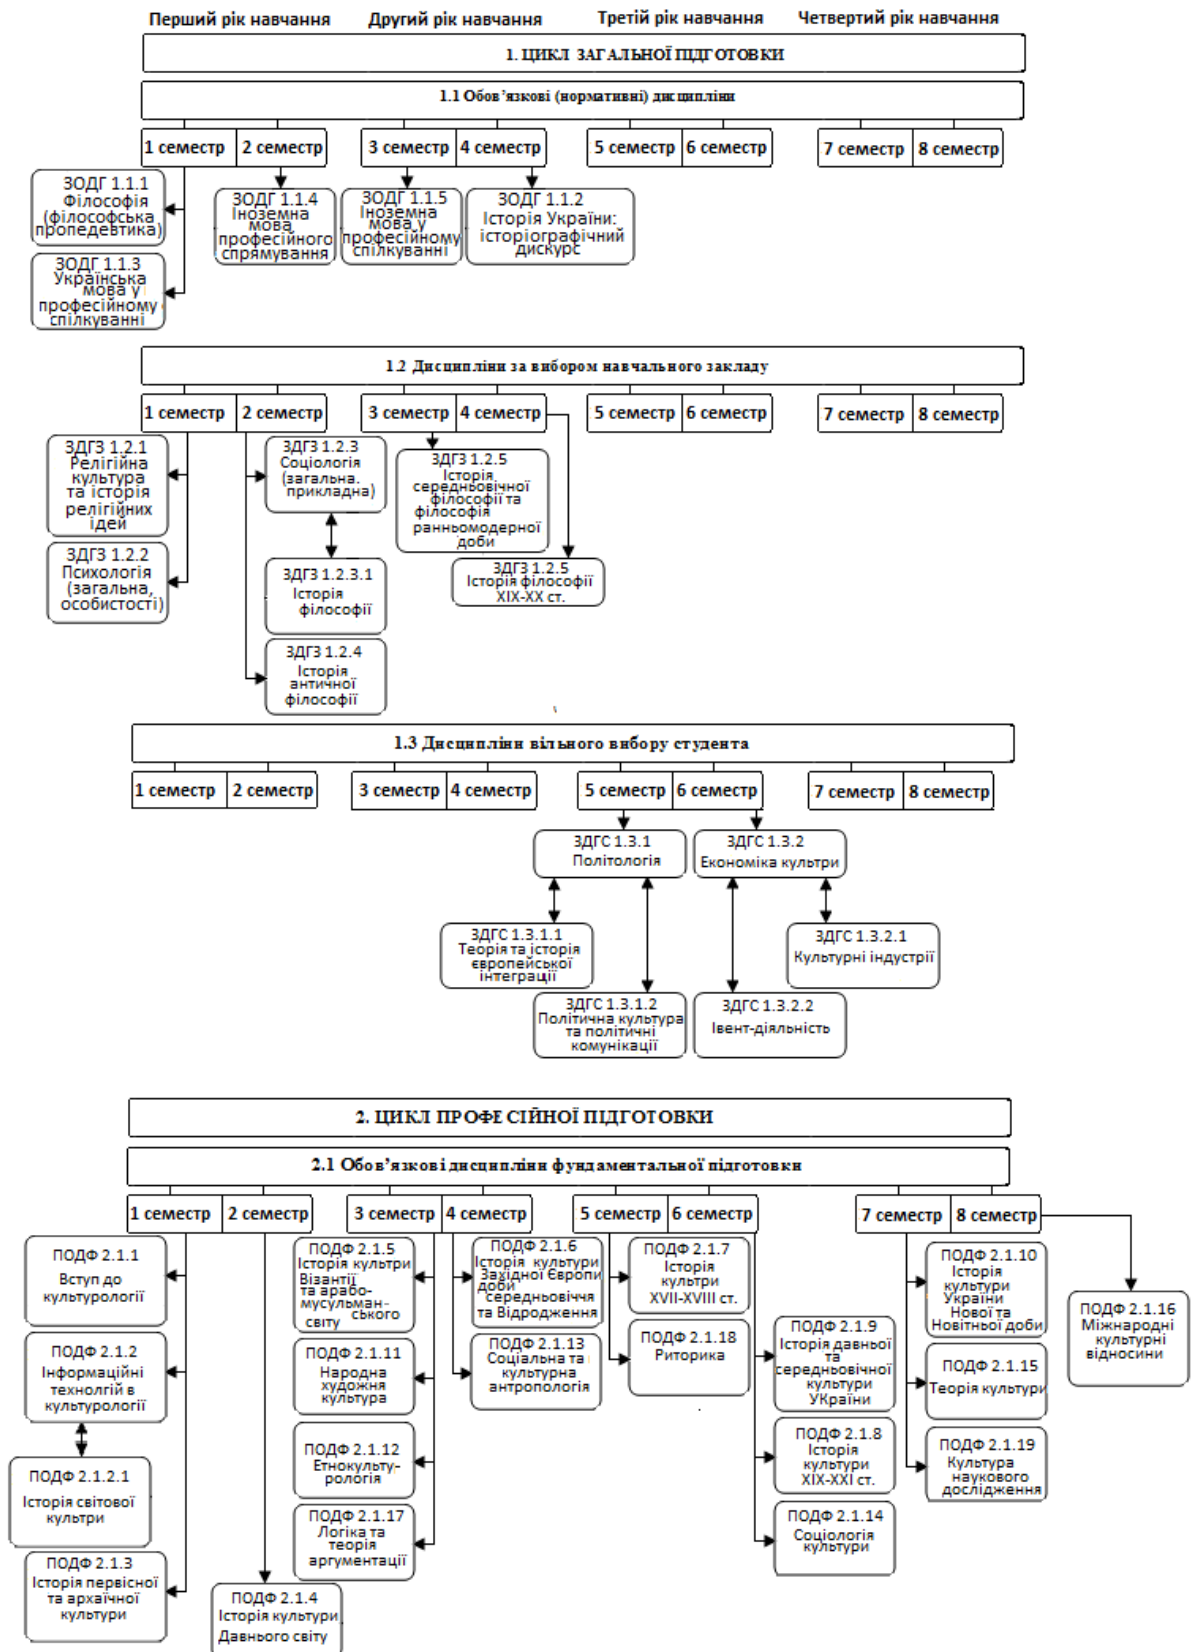 Перший рік навчання Другий рік навчання Третій рік навчання Четвертий рік навчання
1. ЦИКЛ ЗАГАЛЬНОЇ ПІДГОТОВКИ
1.1 Обов’язкові (нормативні) дисципліни
1 семестр 2 семестр 3 семестр 4 семестр 5 семестр 6 семестр 7 семестр 8 семестр
ЗОДГ 1.1.1
Філософія
(філософська
пропедевтика)
ЗОДГ 1.1.3
Українська
мова у
професійному
спілкуванні
ЗОДГ 1.1.4
Іноземна
мова
професійного
спрямування
ЗОДГ 1.1.5
Іноземна
мова у
професійному
спілкуванні
ЗОДГ 1.1.2
Історія України:
історіографічний
дискурс
1.2 Дисципліни за вибором навчального закладу
1 семестр 2 семестр 3 семестр 4 семестр 5 семестр 6 семестр 7 семестр 8 семестр
ЗДГЗ 1.2.1
Релігійна
культура
та історія
релігійних
ідей
ЗДГЗ 1.2.2
Психологія
(загальна,
особистості)
ЗДГЗ 1.2.3
Соціологія
(загальна.
прикладна)
ЗДГЗ 1.2.3.1
Історія
філософії
ЗДГЗ 1.2.4
Історія
античної
філософії
ЗДГЗ 1.2.5
Історія
середньовічної
філософії та
філософія
ранньомодерної
доби
ЗДГЗ 1.2.5
Історія філософії
XIX-XX ст.
1.3 Дисципліни вільного вибору студента
1 семестр 2 семестр 3 семестр 4 семестр 5 семестр 6 семестр 7 семестр 8 семестр
ЗДГС 1.3.1
Політологія
ЗДГС 1.3.2
Економіка культри
ЗДГС 1.3.1.1
Теорія та історія
європейської
інтеграції
ЗДГС 1.3.2.1
Культурні індустрії
ЗДГС 1.3.1.2
Політична культура
та політичні
комунікації
ЗДГС 1.3.2.2
Івент-діяльність
2. ЦИКЛ ПРОФЕСІЙНОЇ ПІДГОТОВКИ
2.1 Обов’язкові дисципліни фундаментальної підготовки
1 семестр 2 семестр 3 семестр 4 семестр 5 семестр 6 семестр 7 семестр 8 семестр
ПОДФ 2.1.1
Вступ до
культурології
ПОДФ 2.1.2
Інформаційні
технолгій в
культурології
ПОДФ 2.1.2.1
Історія світової
культри
ПОДФ 2.1.3
Історія первісної
та архаїчної
культури
ПОДФ 2.1.4
Історія культури
Давнього світу
ПОДФ 2.1.5
Історія культри
Візантії
та арабо-
мусульман-
ського
світу
ПОДФ 2.1.11
Народна
художня
культура
ПОДФ 2.1.12
Етнокульту-
рологія
ПОДФ 2.1.17
Логіка та
теорія
аргументації
ПОДФ 2.1.6
Історія культури
Західної Європи
доби
середньовіччя
та Відродження
ПОДФ 2.1.13
Соціальна та
культурна
антропологія
ПОДФ 2.1.7
Історія
культри
XVII-XVIII ст.
ПОДФ 2.1.18
Риторика
ПОДФ 2.1.9
Історія давньої
та
середньовічної
культури
УКраїни
ПОДФ 2.1.8
Історія
культури
XIX-XXI ст.
ПОДФ 2.1.14
Соціологія
культури
ПОДФ 2.1.10
Історія
культури
України
Нової та
Новітньої доби
ПОДФ 2.1.15
Теорія культури
ПОДФ 2.1.19
Культура
наукового
дослідження
ПОДФ 2.1.16
Міжнародні
культурні
відносини